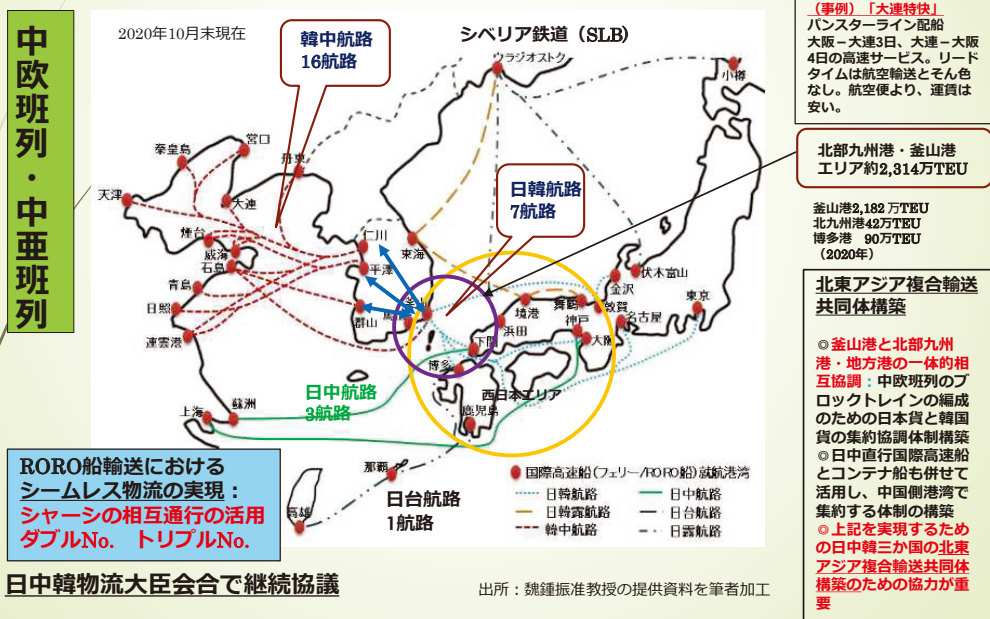 中欧班列・中亜班列
2020年10月末現在
韓中航路
16航路
シベリア鉄道（SLB）
ウラジオストク
小樽
（事例）「大連特快」
パンスターライン配船
大阪－大連3日、大連－大阪
4日の高速サービス。リード
タイムは航空輸送とそん色
なし。航空便より、運賃は
安い。
北部九州港・釜山港
エリア約2,314万TEU
釜山港2,182 万TEU
北九州港42万TEU
博多港　90万TEU
（2020年）
日韓航路
7航路
秦皇島
営口
丹東
天津
大連
煙台
威海
石島
青島
日照
連雲港
仁川
平澤
群山
東海
釜山
馬山
上海
蘇洲
日中航路
3航路
下関
博多
浜田
境港
舞鶴
神戸
大阪
敦賀
金沢
伏木富山
名古屋
東京
西日本エリア
鹿児島
那覇
高雄
日台航路
1航路
国際高速船(フェリー/RORO船)就航港湾
日韓航路
日中航路
日韓露航路
日台航路
韓中航路
日露航路
RORO船輸送における
シームレス物流の実現：
シャーシの相互通行の活用
ダブルNo.　トリプルNo.
日中韓物流大臣会合で継続協議
出所：魏鍾振准教授の提供資料を筆者加工
北東アジア複合輸送
共同体構築
◎釜山港と北部九州
港・地方港の一体的相
互協調：中欧班列のブ
ロックトレインの編成
のための日本貨と韓国
貨の集約協調体制構築
◎日中直行国際高速船
とコンテナ船も併せて
活用し、中国側港湾で
集約する体制の構築
◎上記を実現するため
の日中韓三か国の北東
アジア複合輸送共同体
構築のための協力が重
要